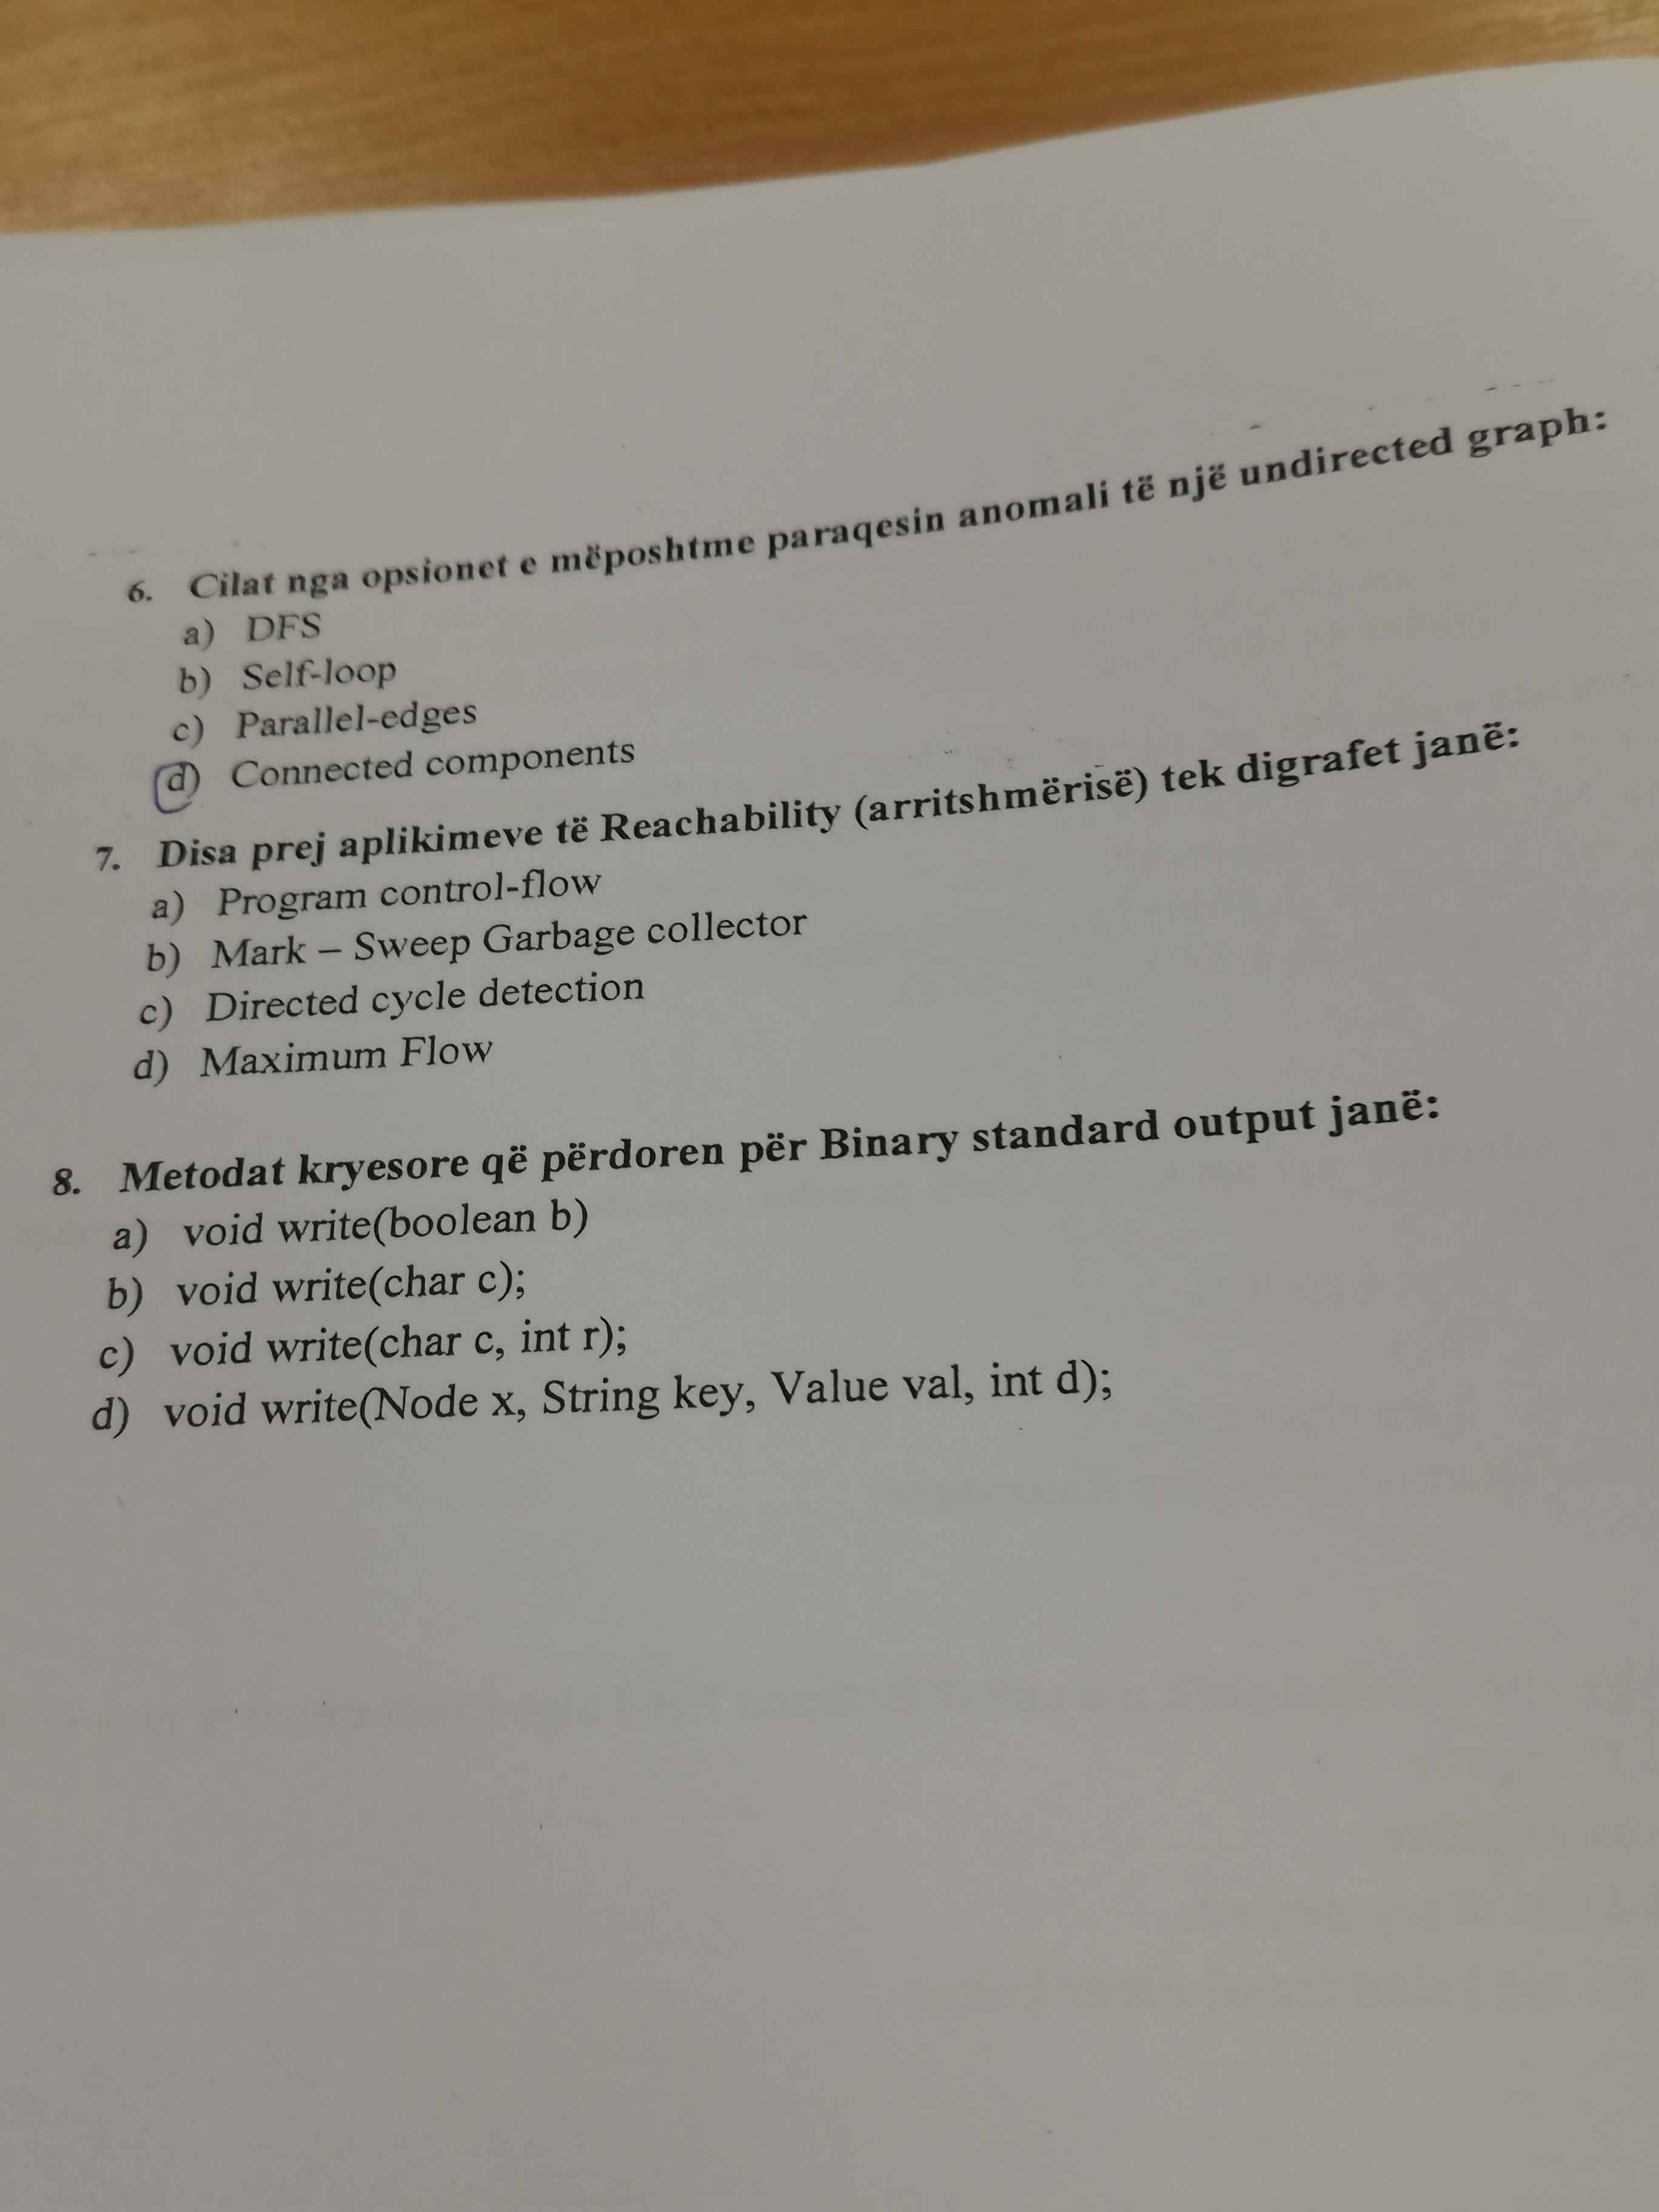 6. Cilat nga opsionet e mëposhtme paraqesin anomali të një undirected graph:
a) DFS
b) Self-loop
c) Parallel-edges
d) Connected components
7. Disa prej aplikimeve të Reachability (arritshmërisë) tek digrafet janë:
a) Program control-flow
b) Mark – Sweep Garbage collector
c) Directed cycle detection
d) Maximum Flow
8. Metodat kryesore që përdoren për Binary standard output janë:
a) void write(boolean b)
b) void write(char c);
c) void write(char c, int r);
d) void write(Node x, String key, Value val, int d);